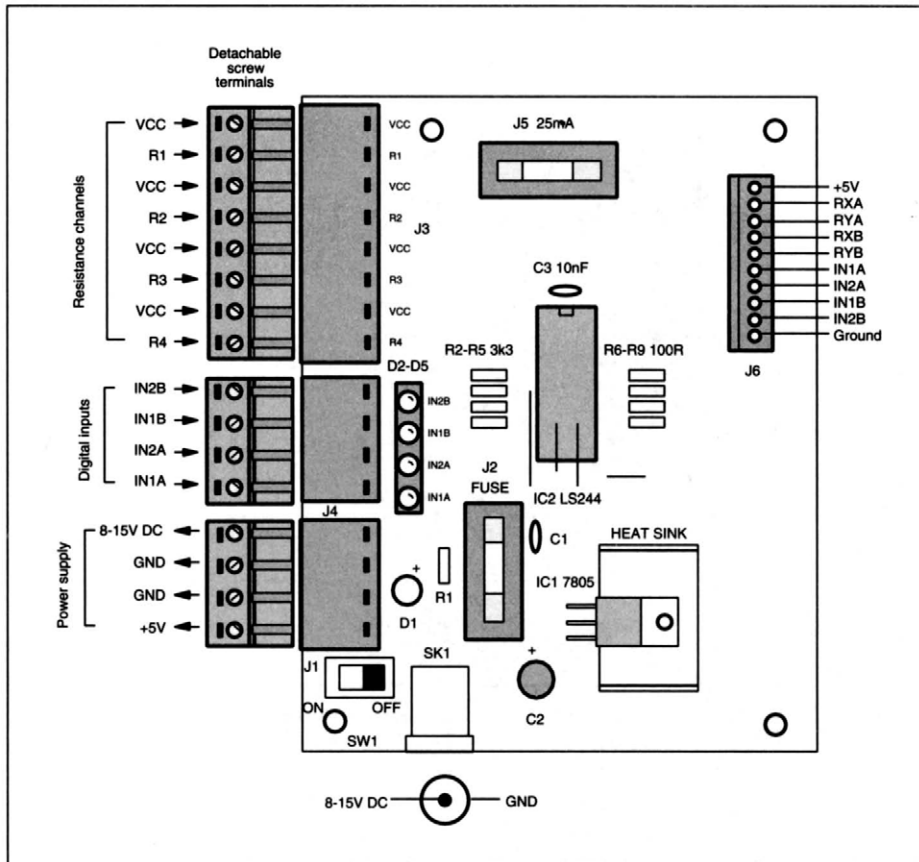 Detachable
screw
terminals
Resistance channels
VCC
R1
VCC
R2
VCC
R3
VCC
R4
VCC
R1
VCC
R2
VCC
R3
VCC
R4
J3
J5 25mA
+5V
RXA
RYA
RXB
RYB
IN1A
IN2A
IN1B
IN2B
Ground
J6
C3 10nF
R2-R5 3k3
R6-R9 100R
D2-D5
Digital inputs
IN2B
IN1B
IN2A
IN1A
IN2B
IN1B
IN2A
IN1A
J4
J2
FUSE
IC2 LS244
C1
HEAT SINK
IC1 7805
Power supply
8-15V DC
GND
GND
+5V
+
D1
R1
J1
ON
OFF
SW1
SK1
+
C2
8-15V DC
GND